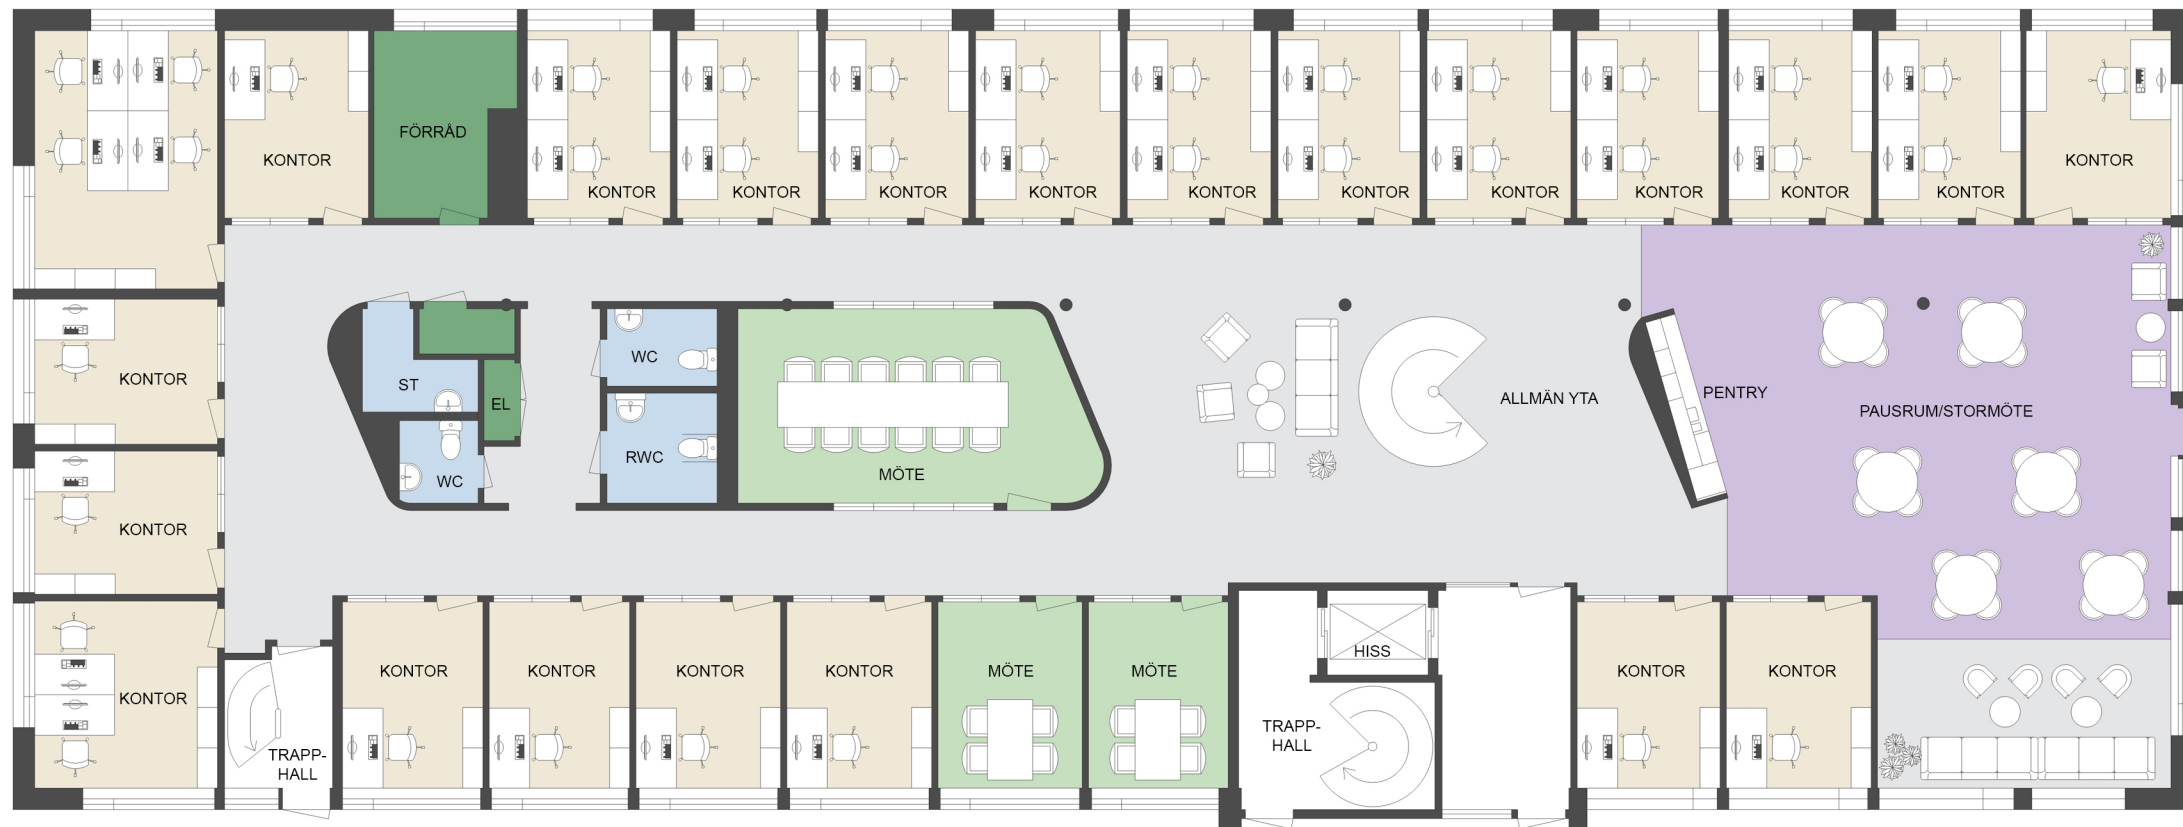 FÖRRÅD
KONTOR
KONTOR
KONTOR
KONTOR
KONTOR
KONTOR
KONTOR
KONTOR
KONTOR
KONTOR
KONTOR
KONTOR
WC
ST
KONTOR
EL
ALLMÄN YTA
PENTRY
PAUSRUM/STORMÖTE
RWC
MÖTE
WC
KONTOR
HISS
KONTOR
KONTOR
KONTOR
KONTOR
MÖTE
MÖTE
KONTOR
KONTOR
KONTOR
TRAPP-
HALL
TRAPP-
HALL